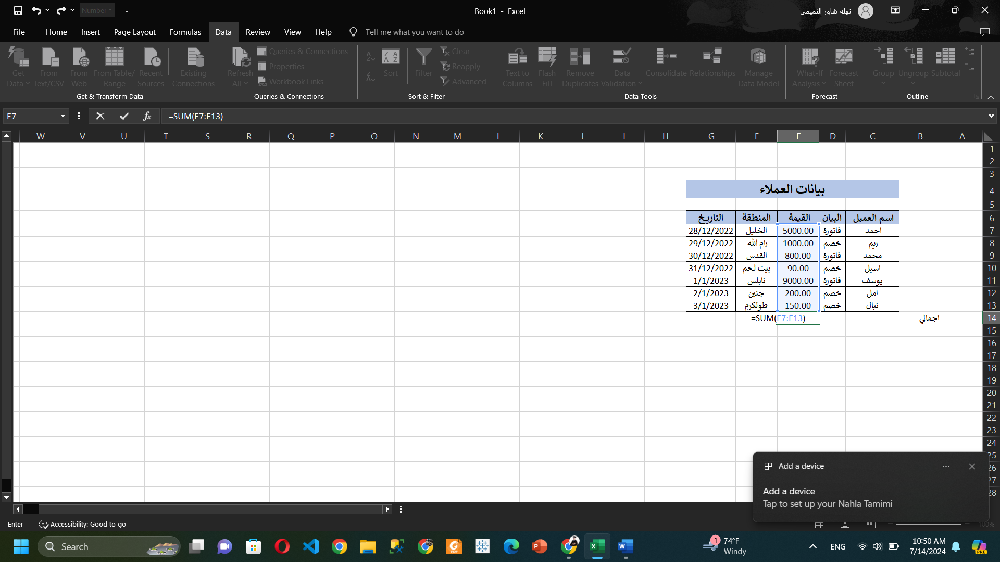 Number
Book1 - Excel
نهلة شاور التميمي
File Home Insert Page Layout Formulas Data Review View Help Tell me what you want to do
Get Data
From Text/CSV
From Web
From Table/ Range
Recent Sources
Existing Connections
Get & Transform Data
Refresh All
Queries & Connections
Properties
Workbook Links
Queries & Connections
Sort
Filter
Clear
Reapply
Advanced
Sort & Filter
Text to Columns
Flash Fill
Remove Duplicates
Data Validation
Consolidate
Relationships
Manage Data Model
Data Tools
What-If Analysis
Forecast Sheet
Forecast
Group
Ungroup
Subtotal
Outline
E7 fx =SUM(E7:E13)
W V U T S R Q P O N M L K J I H G F E D C B A
1
2
3
4 بيانات العملاء
5
6 اسم العميل البيان القيمة المنطقة التاريخ
7 احمد فاتورة 5000.00 الخليل 28/12/2022
8 ريم خصم 1000.00 رام الله 29/12/2022
9 محمد فاتورة 800.00 القدس 30/12/2022
10 اسيل خصم 90.00 بيت لحم 31/12/2022
11 يوسف فاتورة 9000.00 نابلس 1/1/2023
12 امل خصم 200.00 جنين 2/1/2023
13 نبال خصم 150.00 طولكرم 3/1/2023
14 اجمالي =SUM(E7:E13)
15
16
17
18
19
20
21
22
23
24
25
26
27
28
Add a device
Add a device
Tap to set up your Nahla Tamimi
Enter Accessibility: Good to go 100%
Search
1 74°F
Windy
ENG
10:50 AM
7/14/2024
PRE